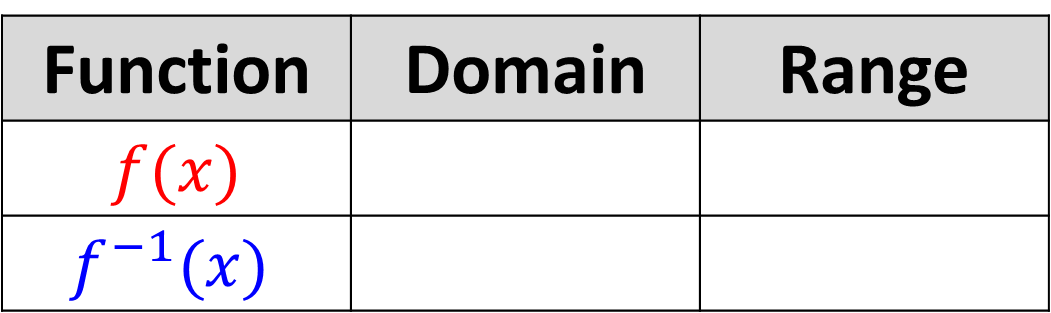 Function Domain Range
f(x)
f⁻¹(x)